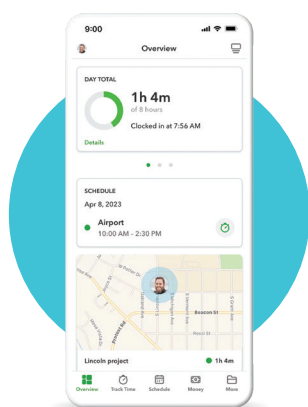 9:00
Overview
DAY TOTAL
1h 4m
of 8 hours
Clocked in at 7:56 AM
Details
SCHEDULE
Apr 8, 2023
Airport
10:00 AM - 2:30 PM
Beacon St
Lincoln project
1h 4m
Overview
Track Time
Schedule
Money
More